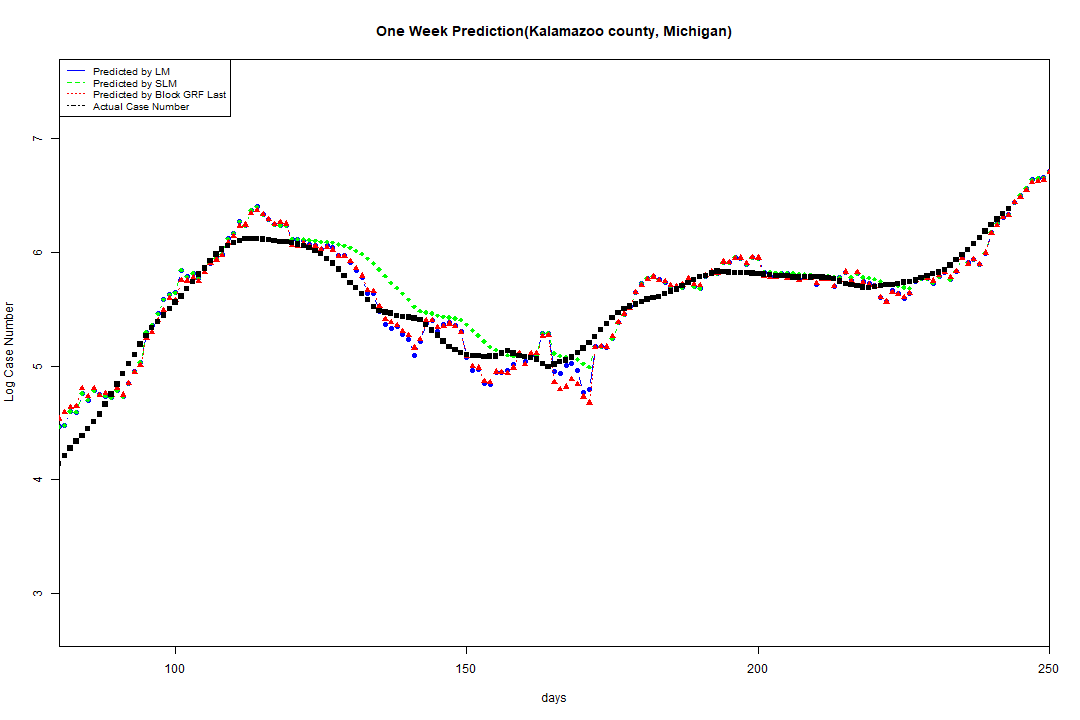 One Week Prediction(Kalamazoo county, Michigan)
Predicted by LM
Predicted by SLM
Predicted by Block GRF Last
Actual Case Number
7
6
5
4
3
Log Case Number
100 150 200 250
days